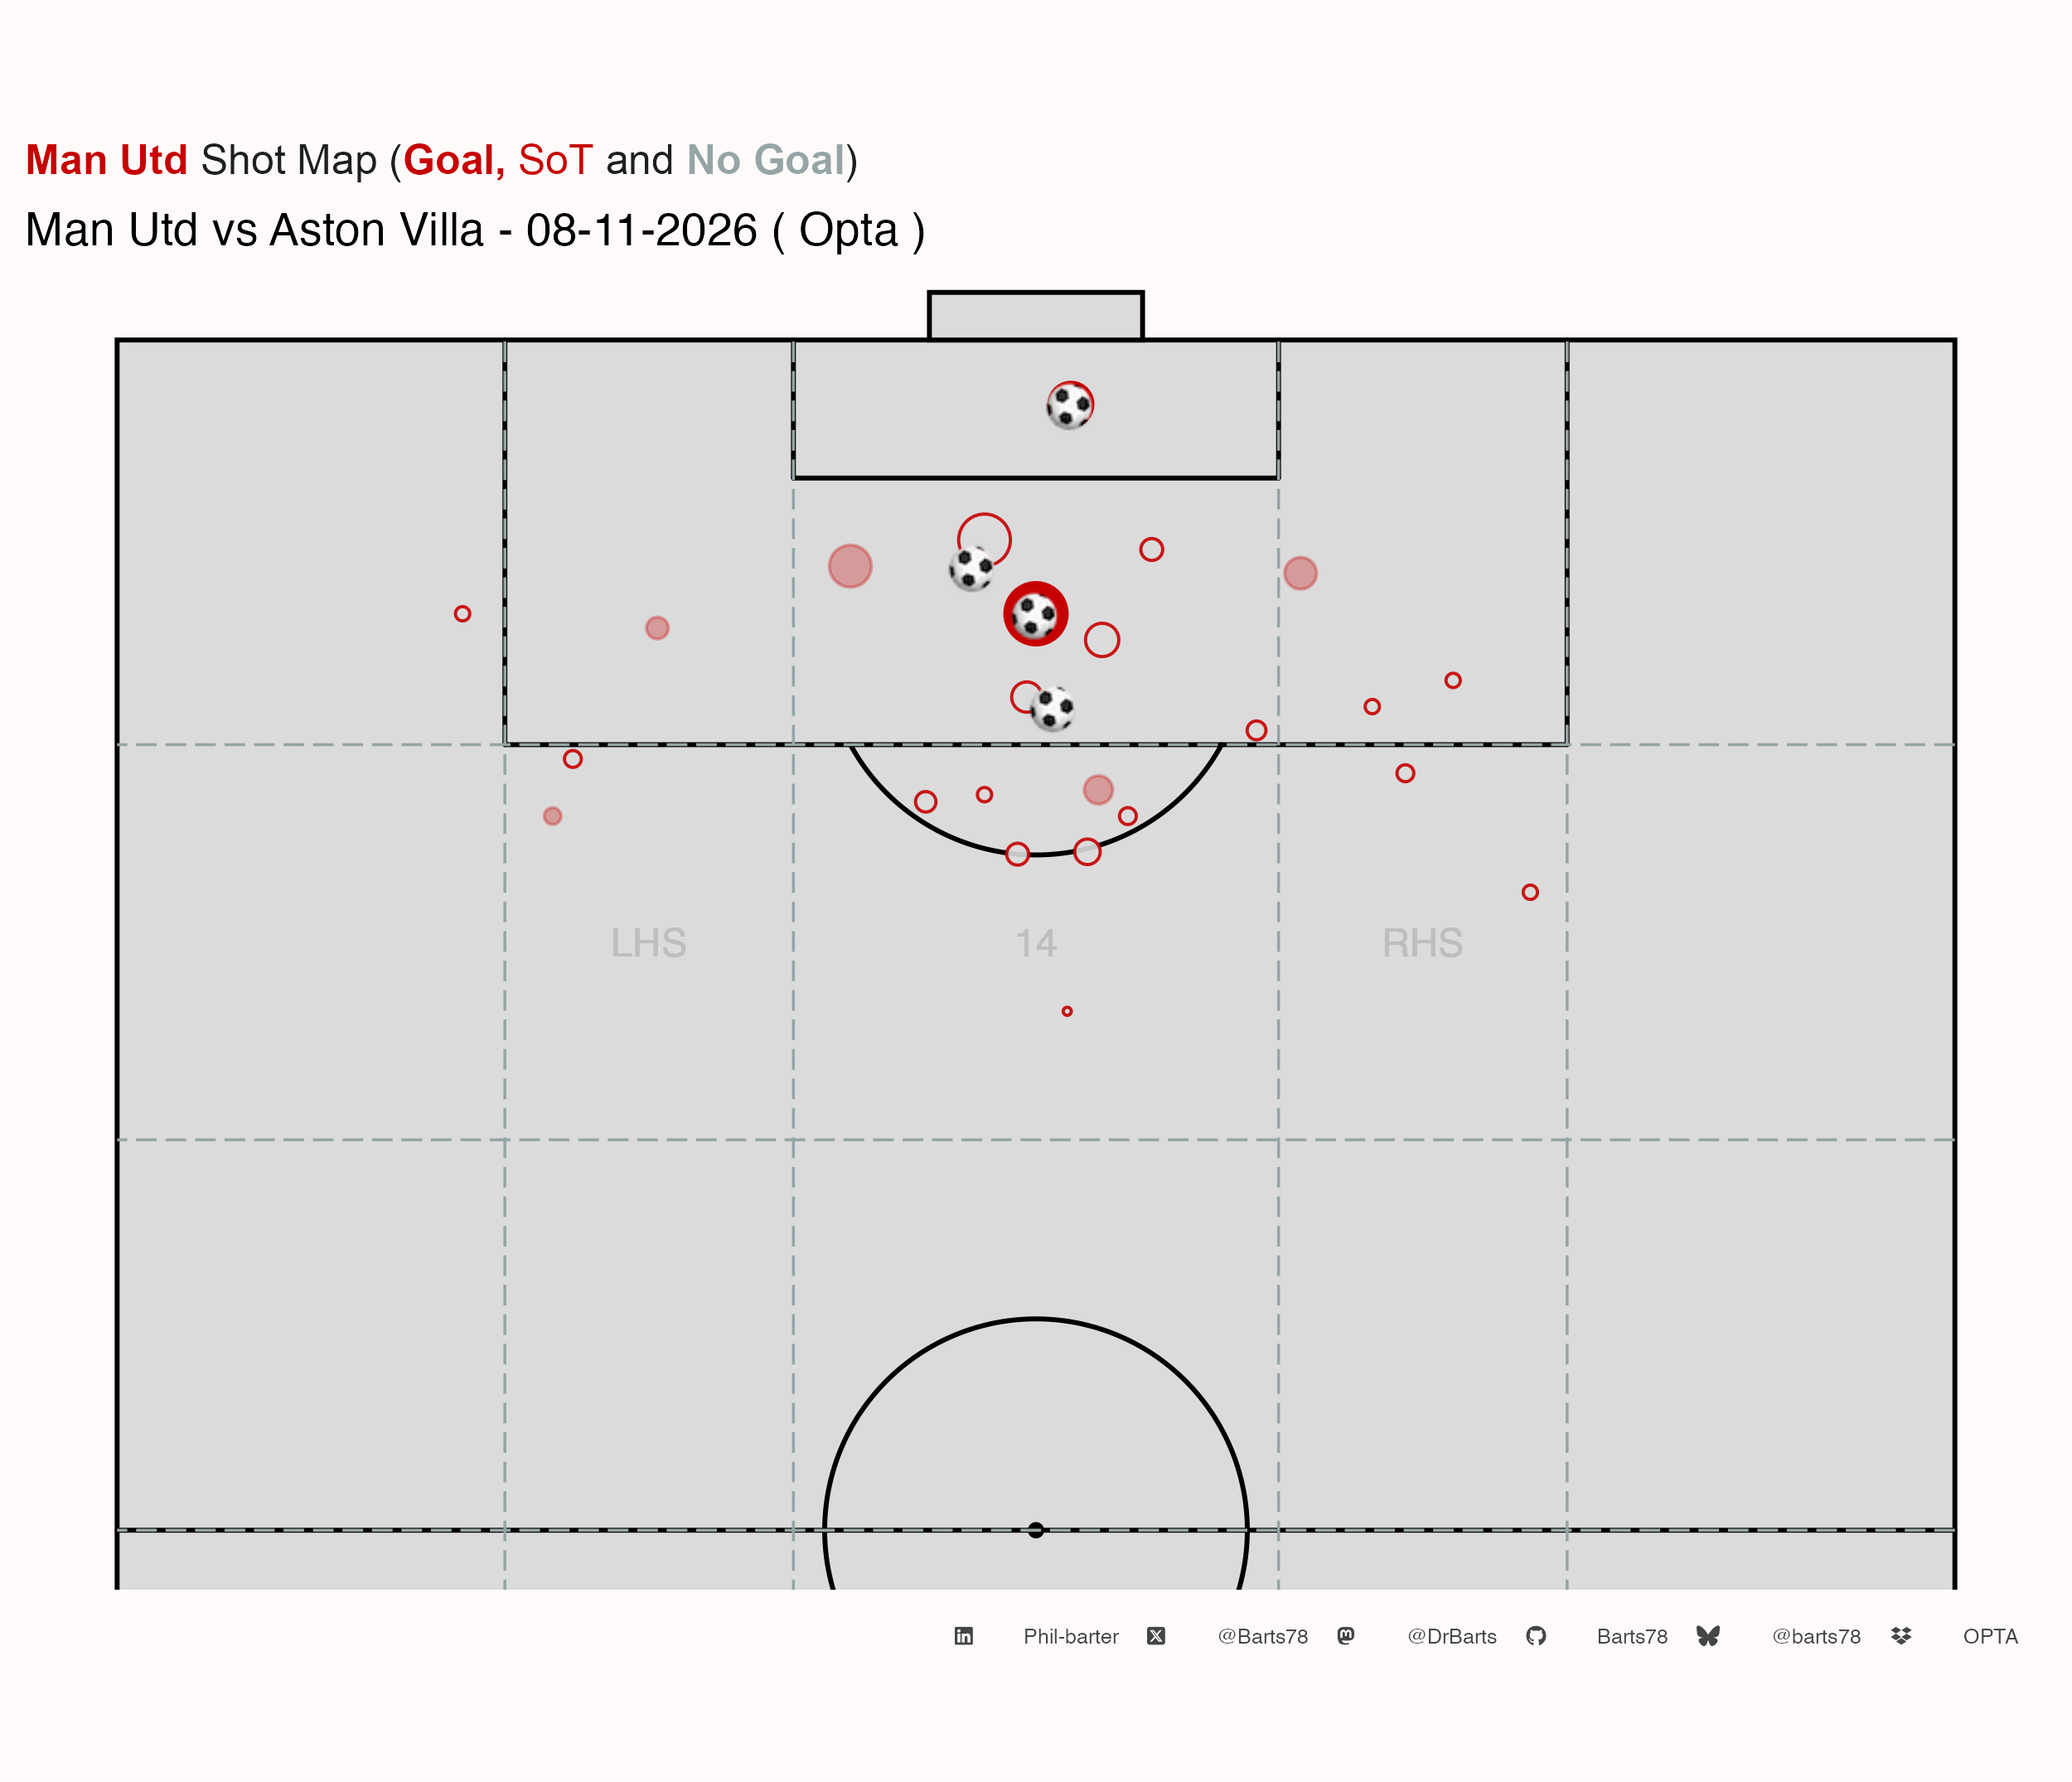 Man Utd Shot Map (Goal, SoT and No Goal)
Man Utd vs Aston Villa - 08-11-2026 ( Opta )
LHS 14 RHS
Phil-barter @Barts78 @DrBarts Barts78 @barts78 OPTA